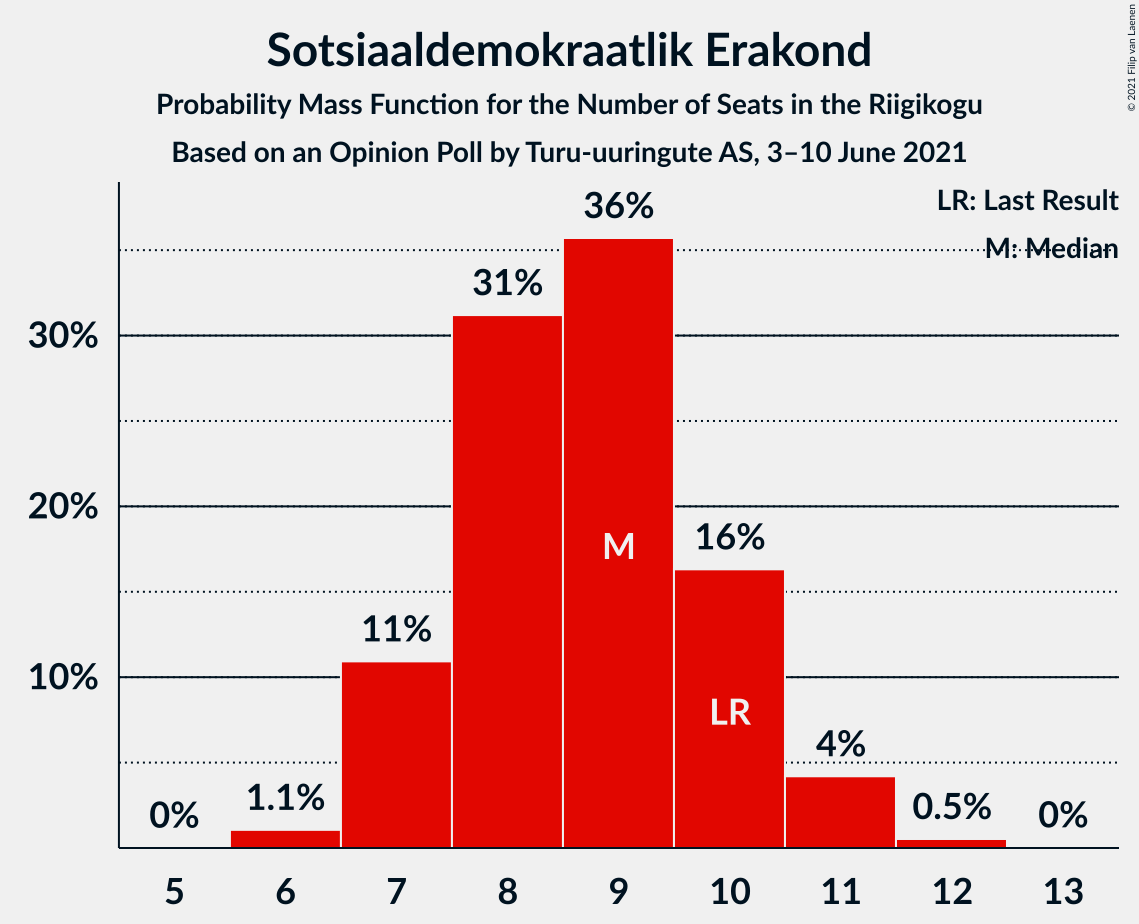 Sotsiaaldemokraatlik Erakond
Probability Mass Function for the Number of Seats in the Riigikogu
Based on an Opinion Poll by Turu-uuringute AS, 3–10 June 2021
© 2021 Filip van Laenen
LR: Last Result
M: Median
36%
31%
30%
20%
16%
M
11%
10%
LR
4%
1.1%
0.5%
0%
0%
5 6 7 8 9 10 11 12 13